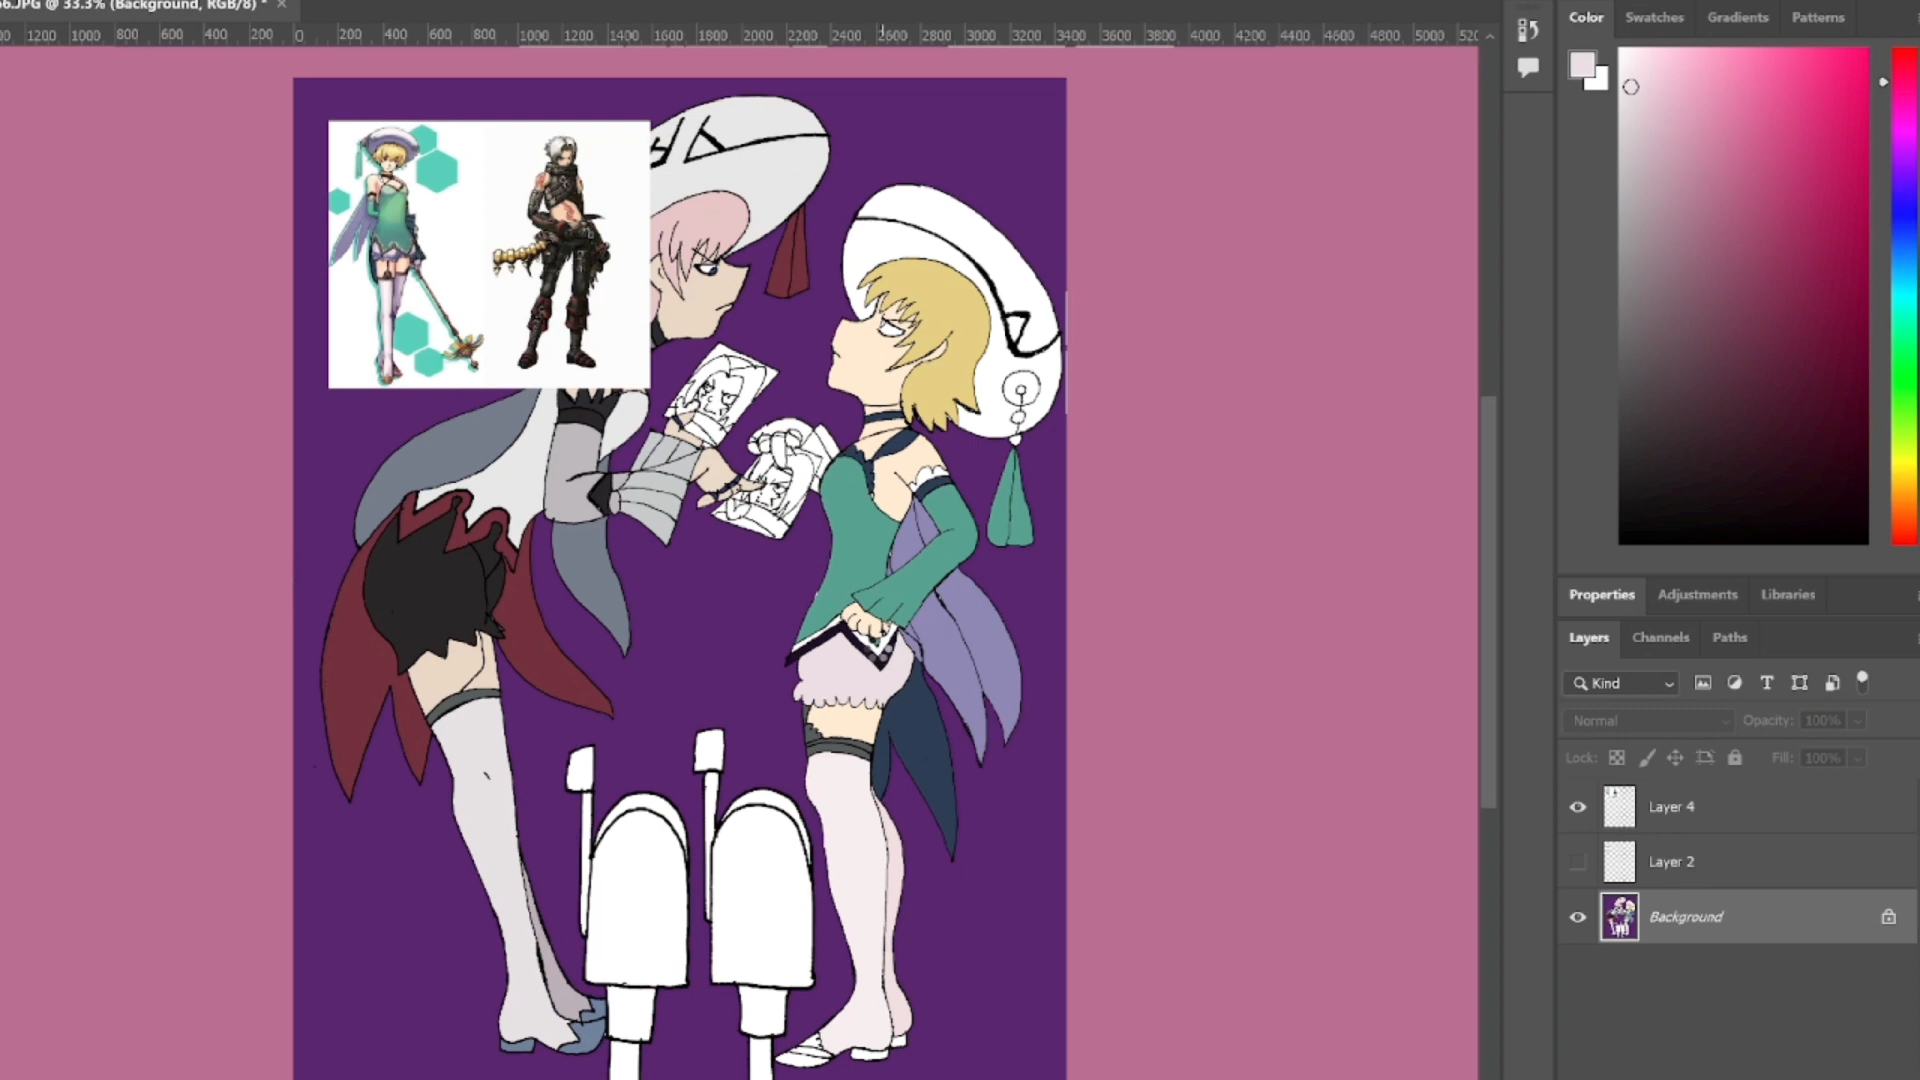 66.JPG @ 33.3% (Background, RGB/8) *
1200 1000 800 600 400 200 0 200 400 600 800 1000 1200 1400 1600 1800 2000 2200 2400 2600 2800 3000 3200 3400 3600 3800 4000 4200 4400 4600 4800 5000
Color Swatches Gradients Patterns
Properties Adjustments Libraries
Layers Channels Paths
Kind
Normal Opacity: 100%
Lock: Fill: 100%
Layer 4
Layer 2
Background